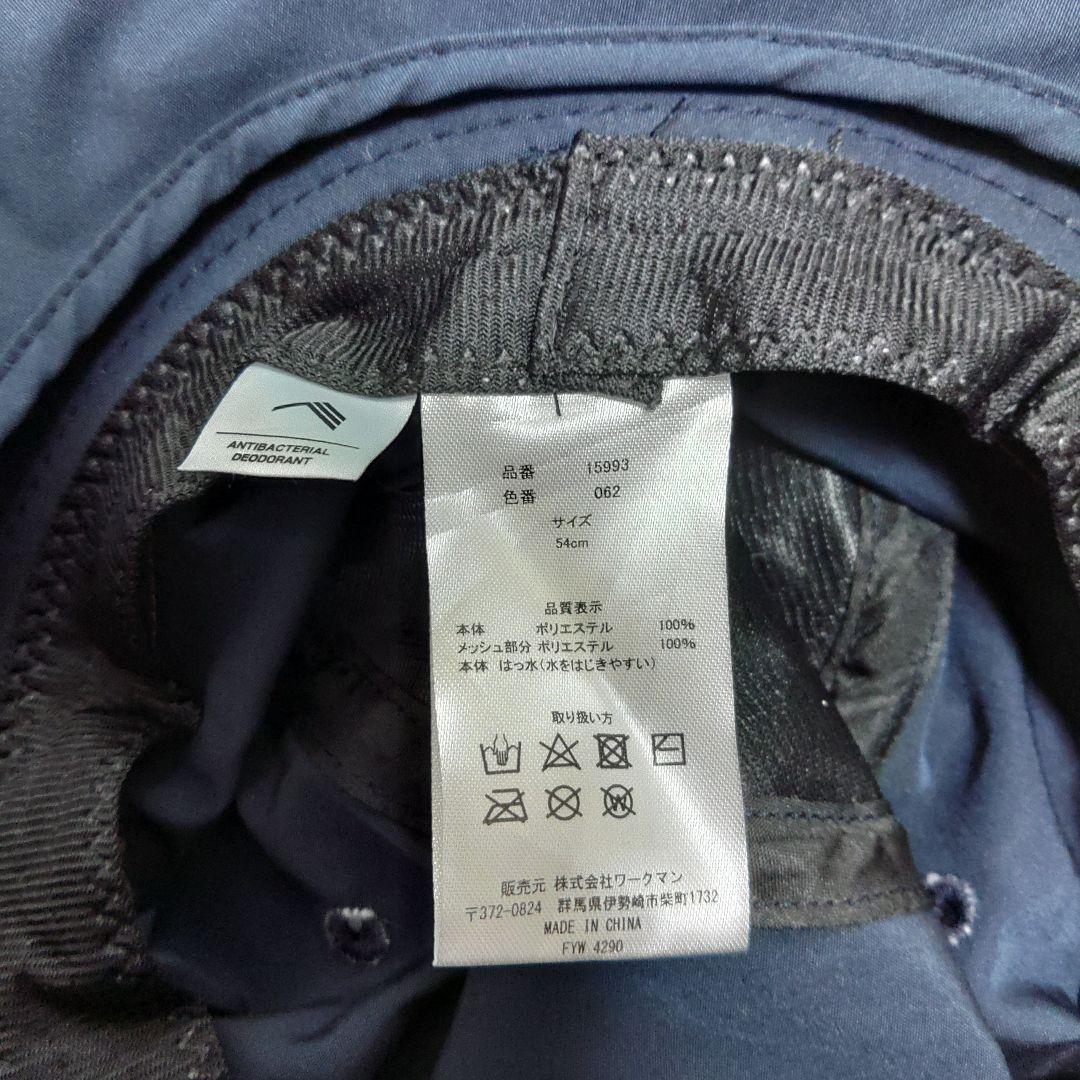 ANTIBACTERIAL
DEODORANT
品番 15993
色番 062
サイズ
54cm
品質表示
本体 ポリエステル 100%
メッシュ部分 ポリエステル 100%
本体 はっ水(水をはじきやすい)
取り扱い方
販売元 株式会社ワークマン
〒372-0824 群馬県伊勢崎市柴町1732
MADE IN CHINA
FYW 4290